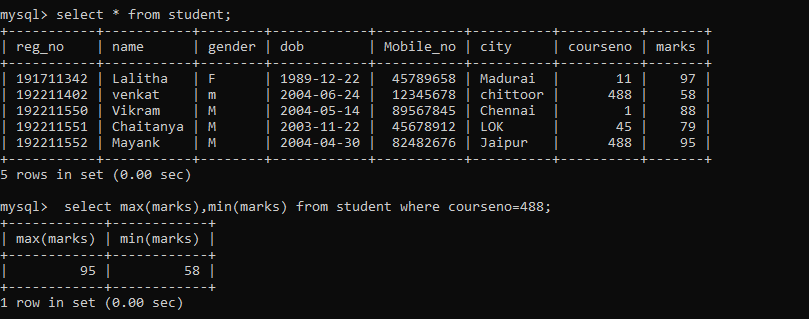 mysql> select * from student;
+-----------+-----------+--------+------------+-----------+----------+----------+-------+
| reg_no    | name      | gender | dob        | Mobile_no | city     | courseno | marks |
+-----------+-----------+--------+------------+-----------+----------+----------+-------+
| 191711342 | Lalitha   | F      | 1989-12-22 |  45789658 | Madurai  |       11 |    97 |
| 192211402 | venkat    | m      | 2004-06-24 |  12345678 | chittoor |      488 |    58 |
| 192211550 | Vikram    | M      | 2004-05-14 |  89567845 | Chennai  |        1 |    88 |
| 192211551 | Chaitanya | M      | 2003-11-22 |  45678912 | LOK      |       45 |    79 |
| 192211552 | Mayank    | M      | 2004-04-30 |  82482676 | Jaipur   |      488 |    95 |
+-----------+-----------+--------+------------+-----------+----------+----------+-------+
5 rows in set (0.00 sec)

mysql>  select max(marks),min(marks) from student where courseno=488;
+------------+------------+
| max(marks) | min(marks) |
+------------+------------+
|         95 |         58 |
+------------+------------+
1 row in set (0.00 sec)